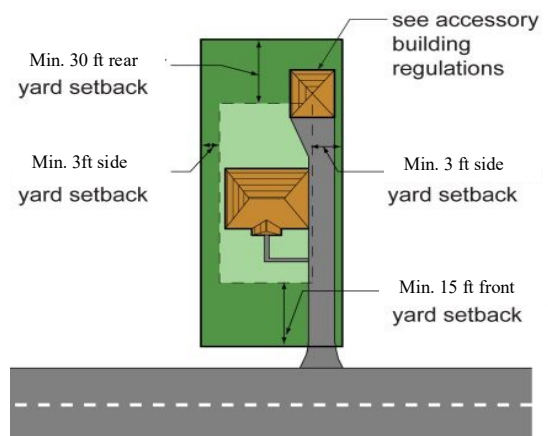 see accessory
building
regulations
Min. 30 ft rear
yard setback
Min. 3ft side
yard setback
Min. 3 ft side
yard setback
Min. 15 ft front
yard setback